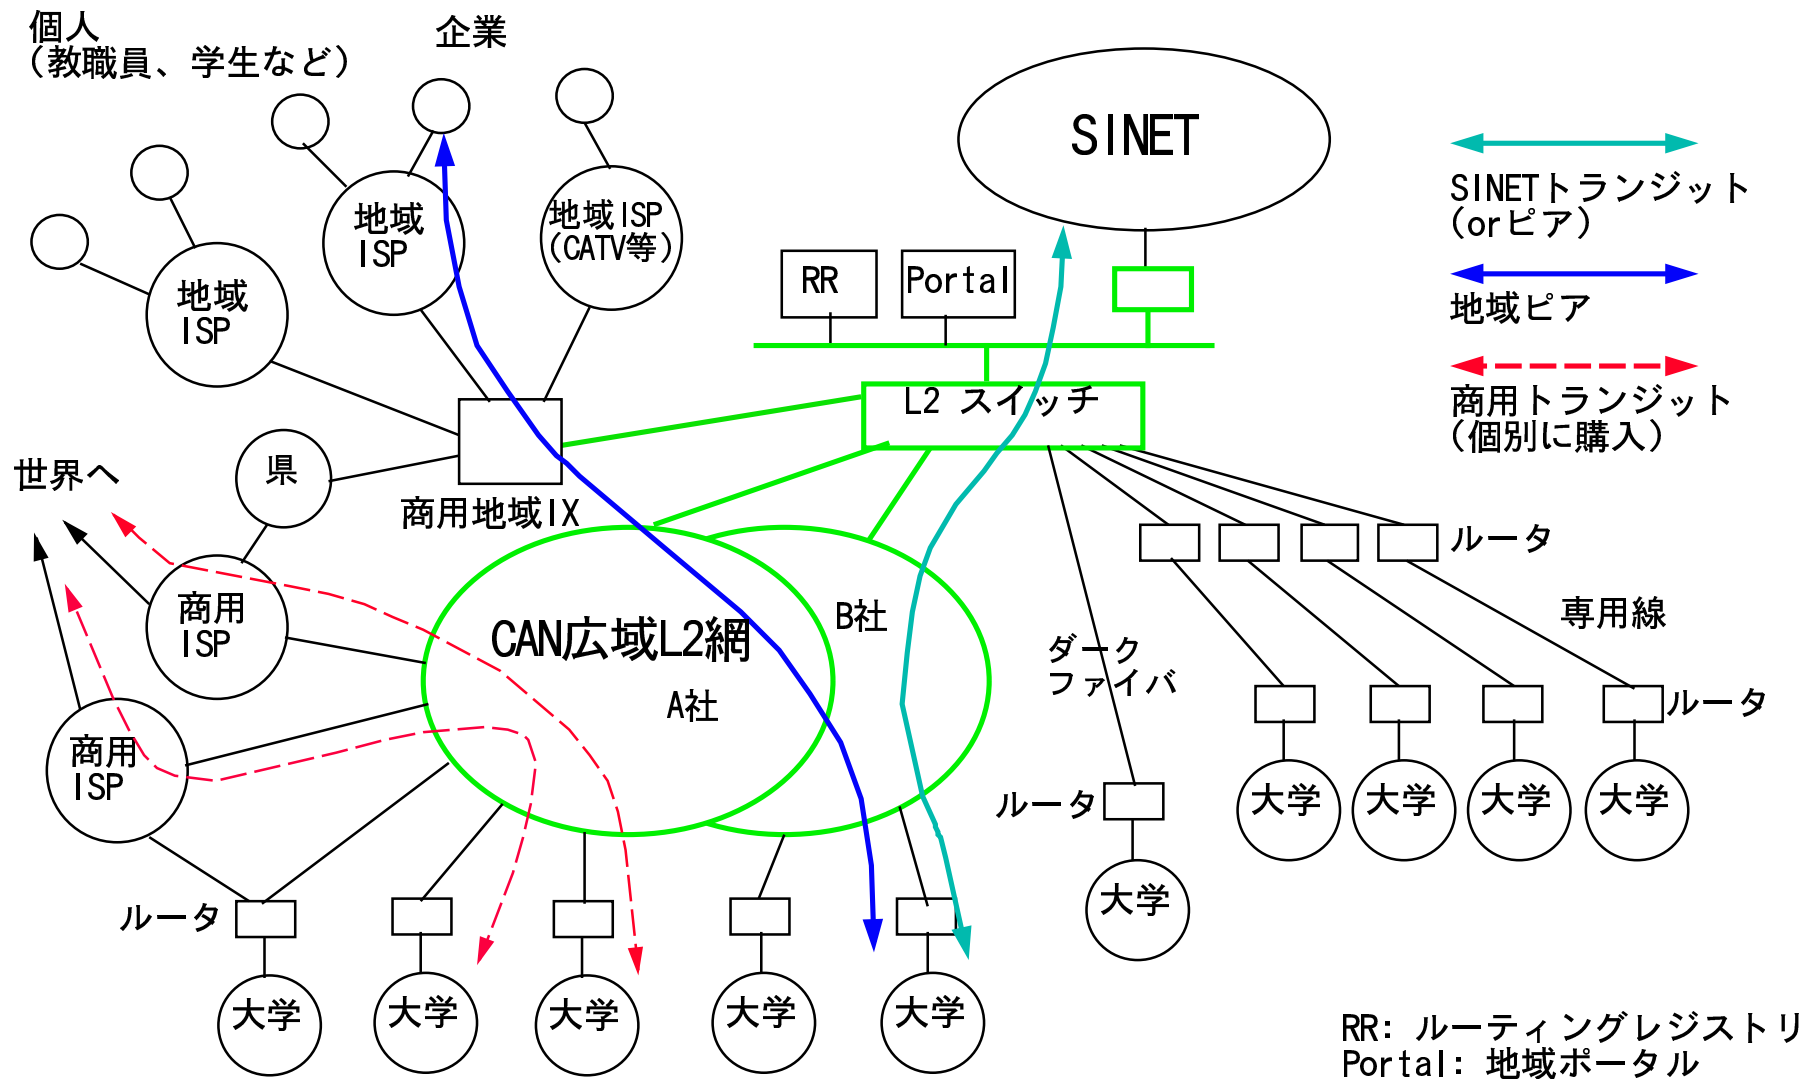 個人
（教職員、学生など）
企業
SINET
地域
ISP
地域ISP
（CATV等）
地域
ISP
RR
Portal
SINETトランジット
（orピア）
地域ピア
商用トランジット
（個別に購入）
L2 スイッチ
県
世界へ
商用地域IX
ルータ
商用
ISP
CAN広域L2網
B社
A社
専用線
ダーク
ファイバ
ルータ
商用
ISP
ルータ
大学
大学
大学
大学
大学
ルータ
大学
大学
大学
大学
大学
RR: ルーティングレジストリ
Portal: 地域ポータル